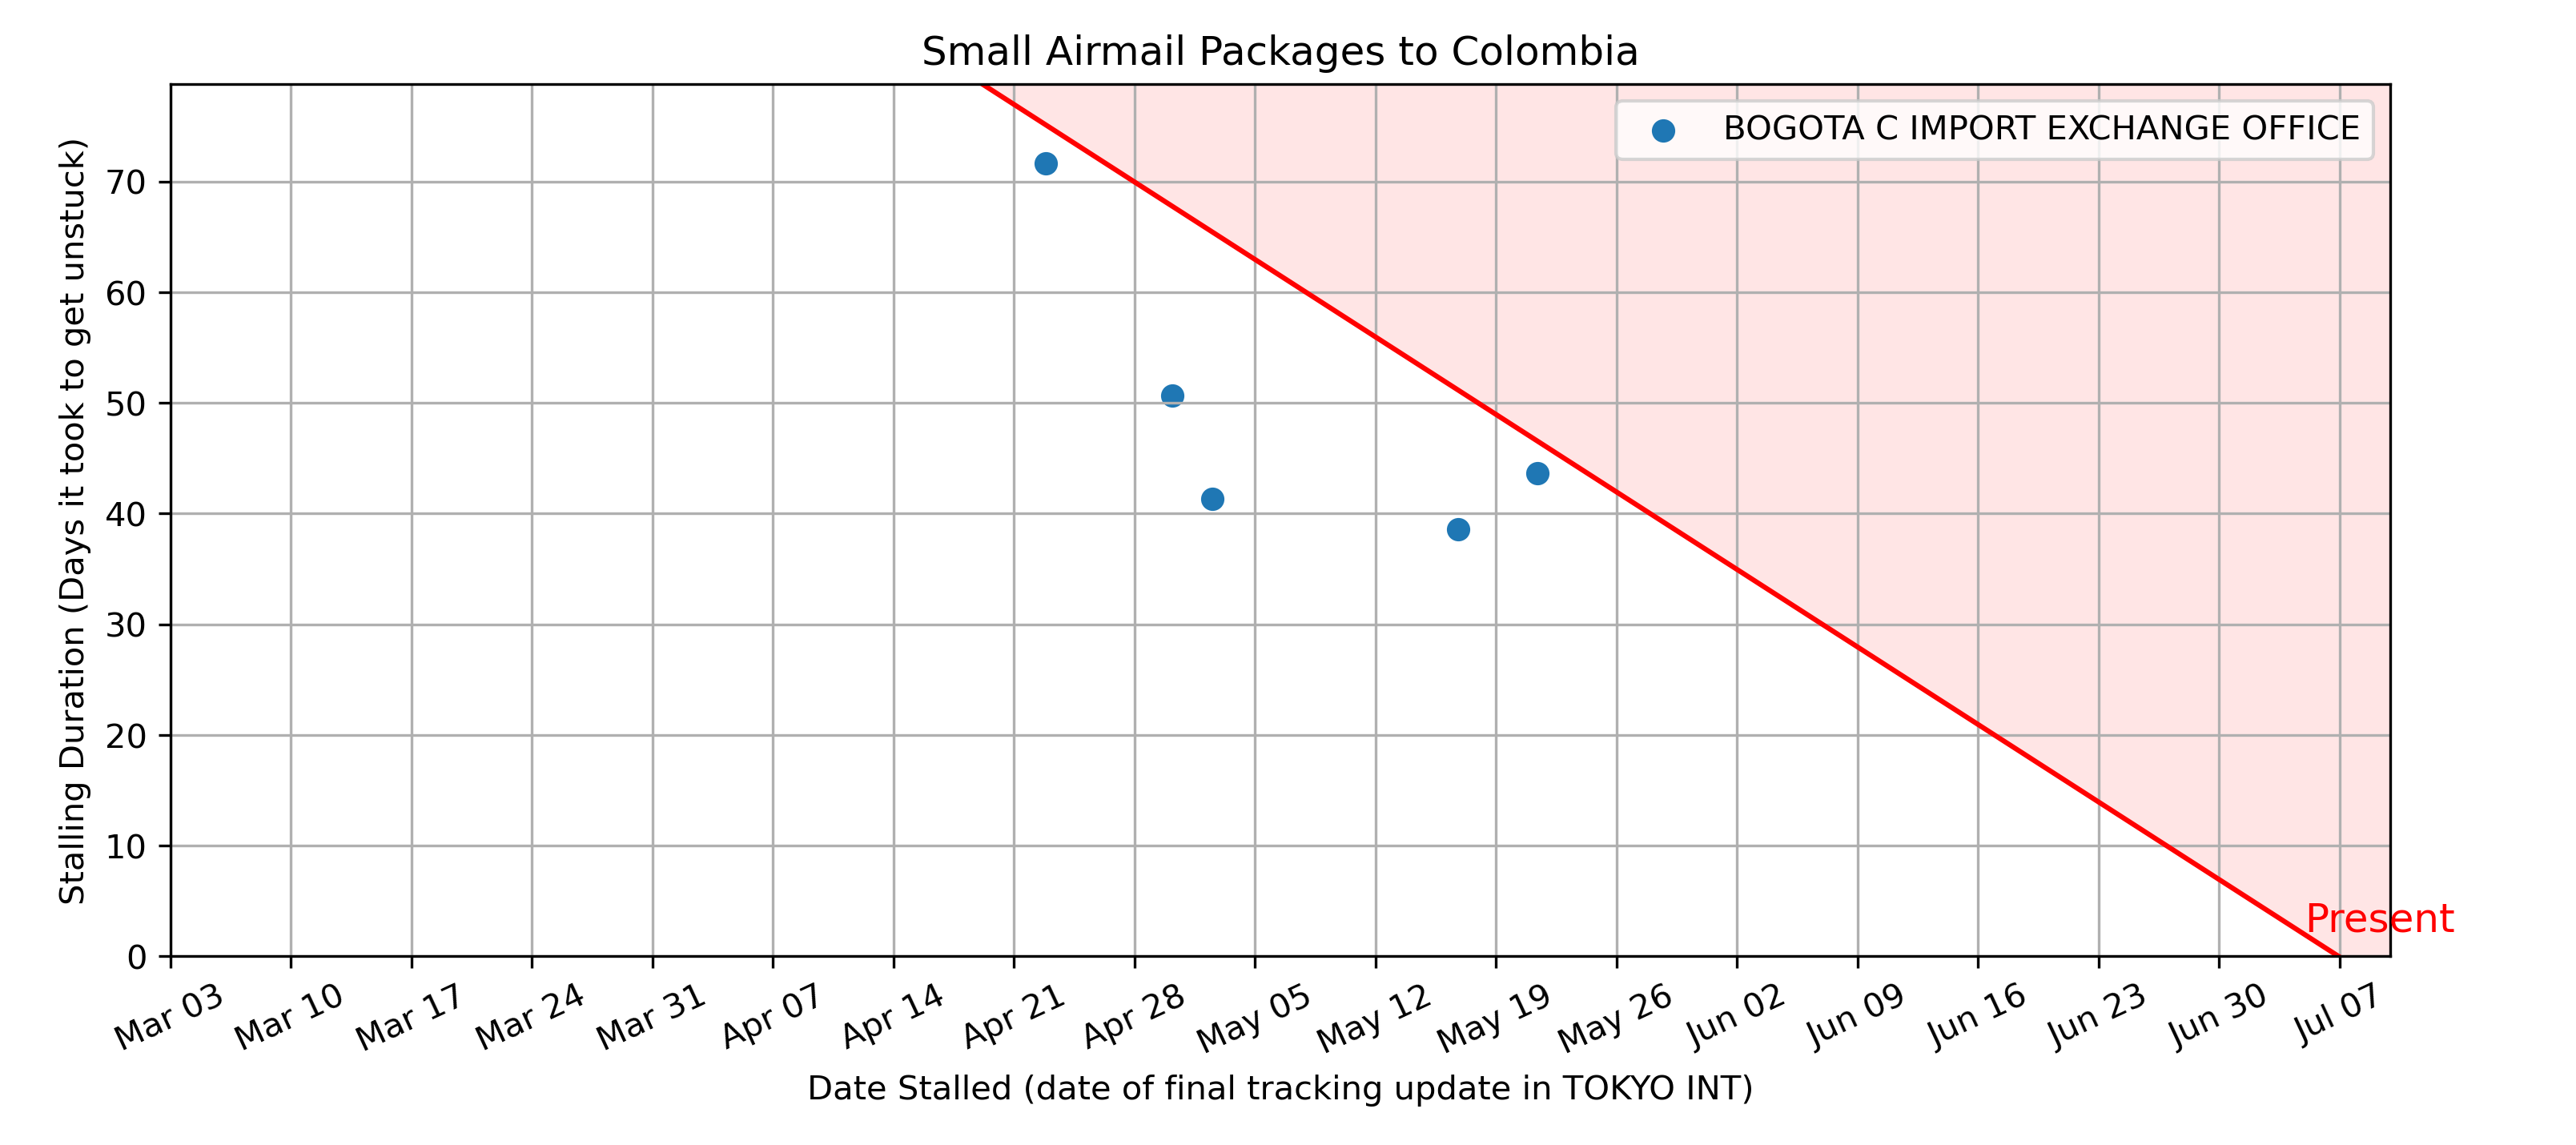 Small Airmail Packages to Colombia
BOGOTA C IMPORT EXCHANGE OFFICE
Stalling Duration (Days it took to get unstuck)
70
60
50
40
30
20
10
0
Present
Mar 03
Mar 10
Mar 17
Mar 24
Mar 31
Apr 07
Apr 14
Apr 21
Apr 28
May 05
May 12
May 19
May 26
Jun 02
Jun 09
Jun 16
Jun 23
Jun 30
Jul 07
Date Stalled (date of final tracking update in TOKYO INT)